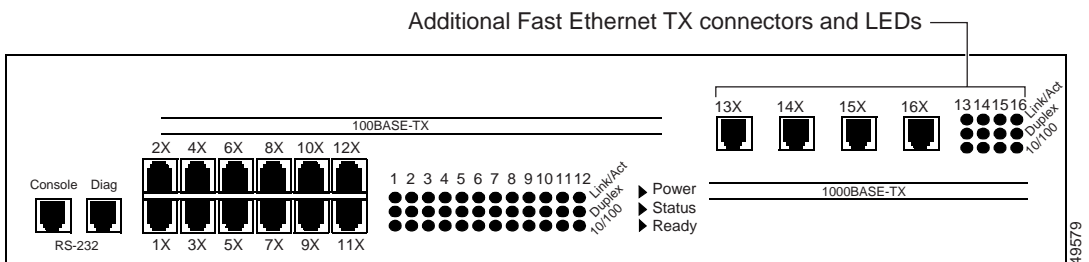 Additional Fast Ethernet TX connectors and LEDs
13X 14X 15X 16X 13 14 15 16 Link/Act
Duplex
10/100
100BASE-TX
2X 4X 6X 8X 10X 12X
Console Diag
1 2 3 4 5 6 7 8 9 10 11 12 Link/Act
Duplex
10/100
Power
Status
Ready
1000BASE-TX
RS-232
1X 3X 5X 7X 9X 11X
49579